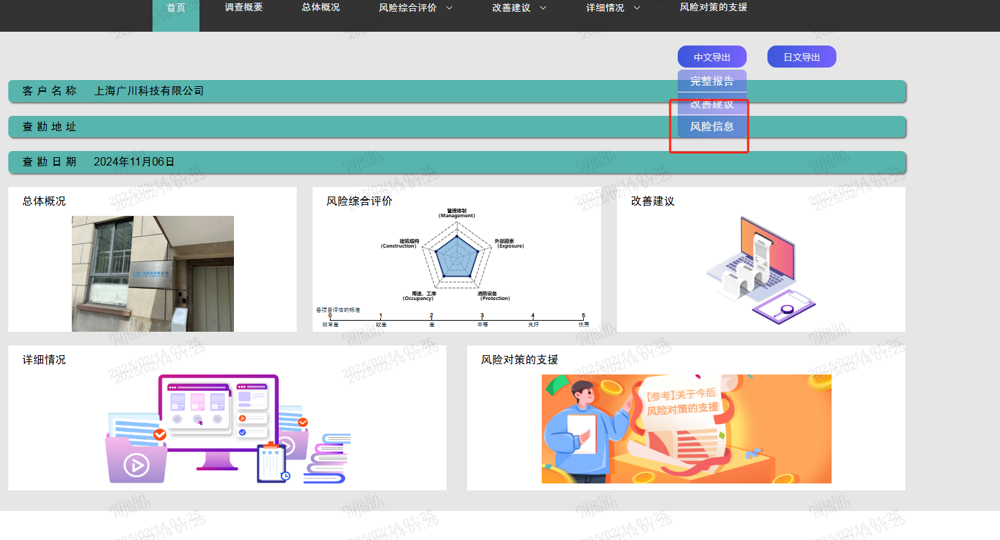 首页 调查概要 总体概况 风险综合评价 改善建议 详细情况 风险对策的支援
中文导出 日文导出
完整报告
改善建议
风险信息
客户名称 上海广川科技有限公司
查勘地址
查勘日期 2024年11月06日
总体概况
风险综合评价
管理体制
(Management)
建筑结构
(Construction)
外部因素
(Exposure)
用途、工序
(Occupancy)
消防设备
(Protection)
各项目评估的标准
0 1 2 3 4 5
非常差 较差 差 中等 良好 优秀
改善建议
详细情况
风险对策的支援
【参考】关于今后
风险对策的支援
nijialin
2025/02/14 01:25